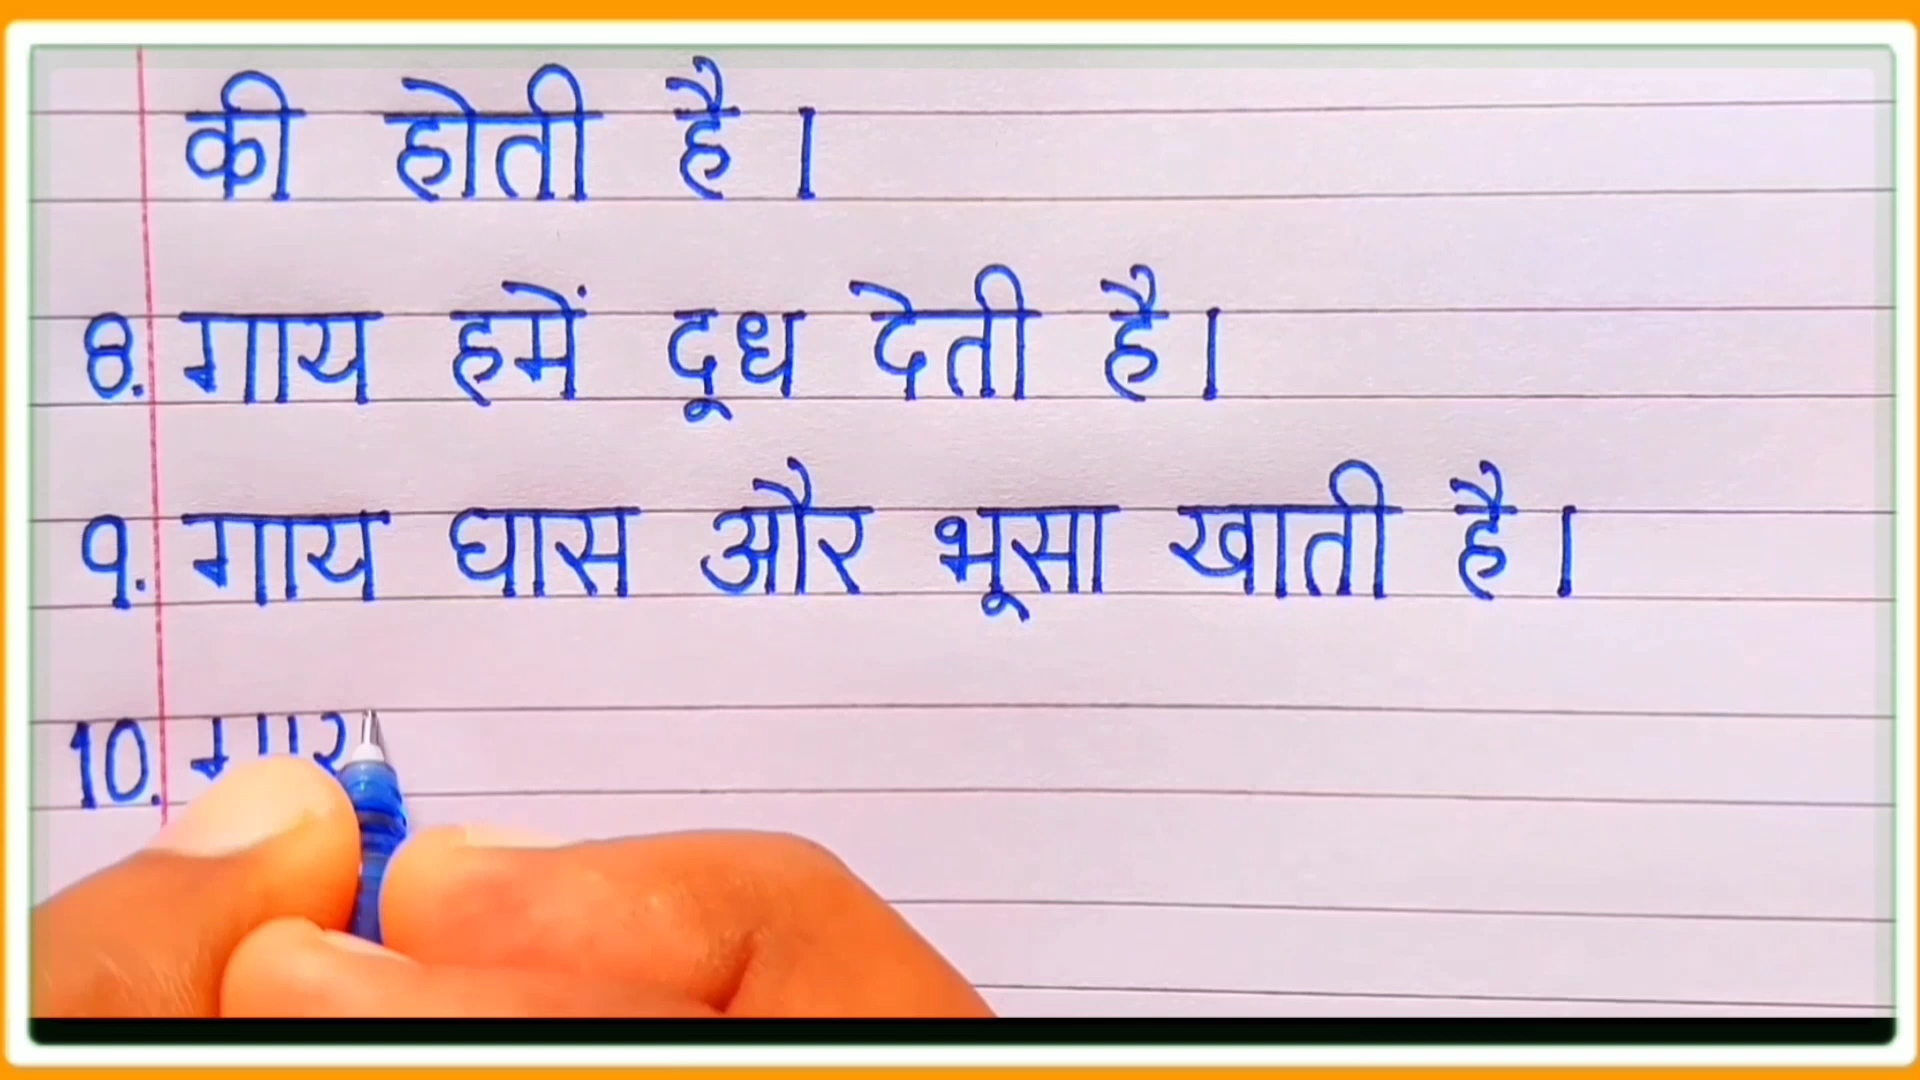 की होती है।
8. गाय हमें दूध देती है।
9. गाय घास और भूसा खाती है।
10.